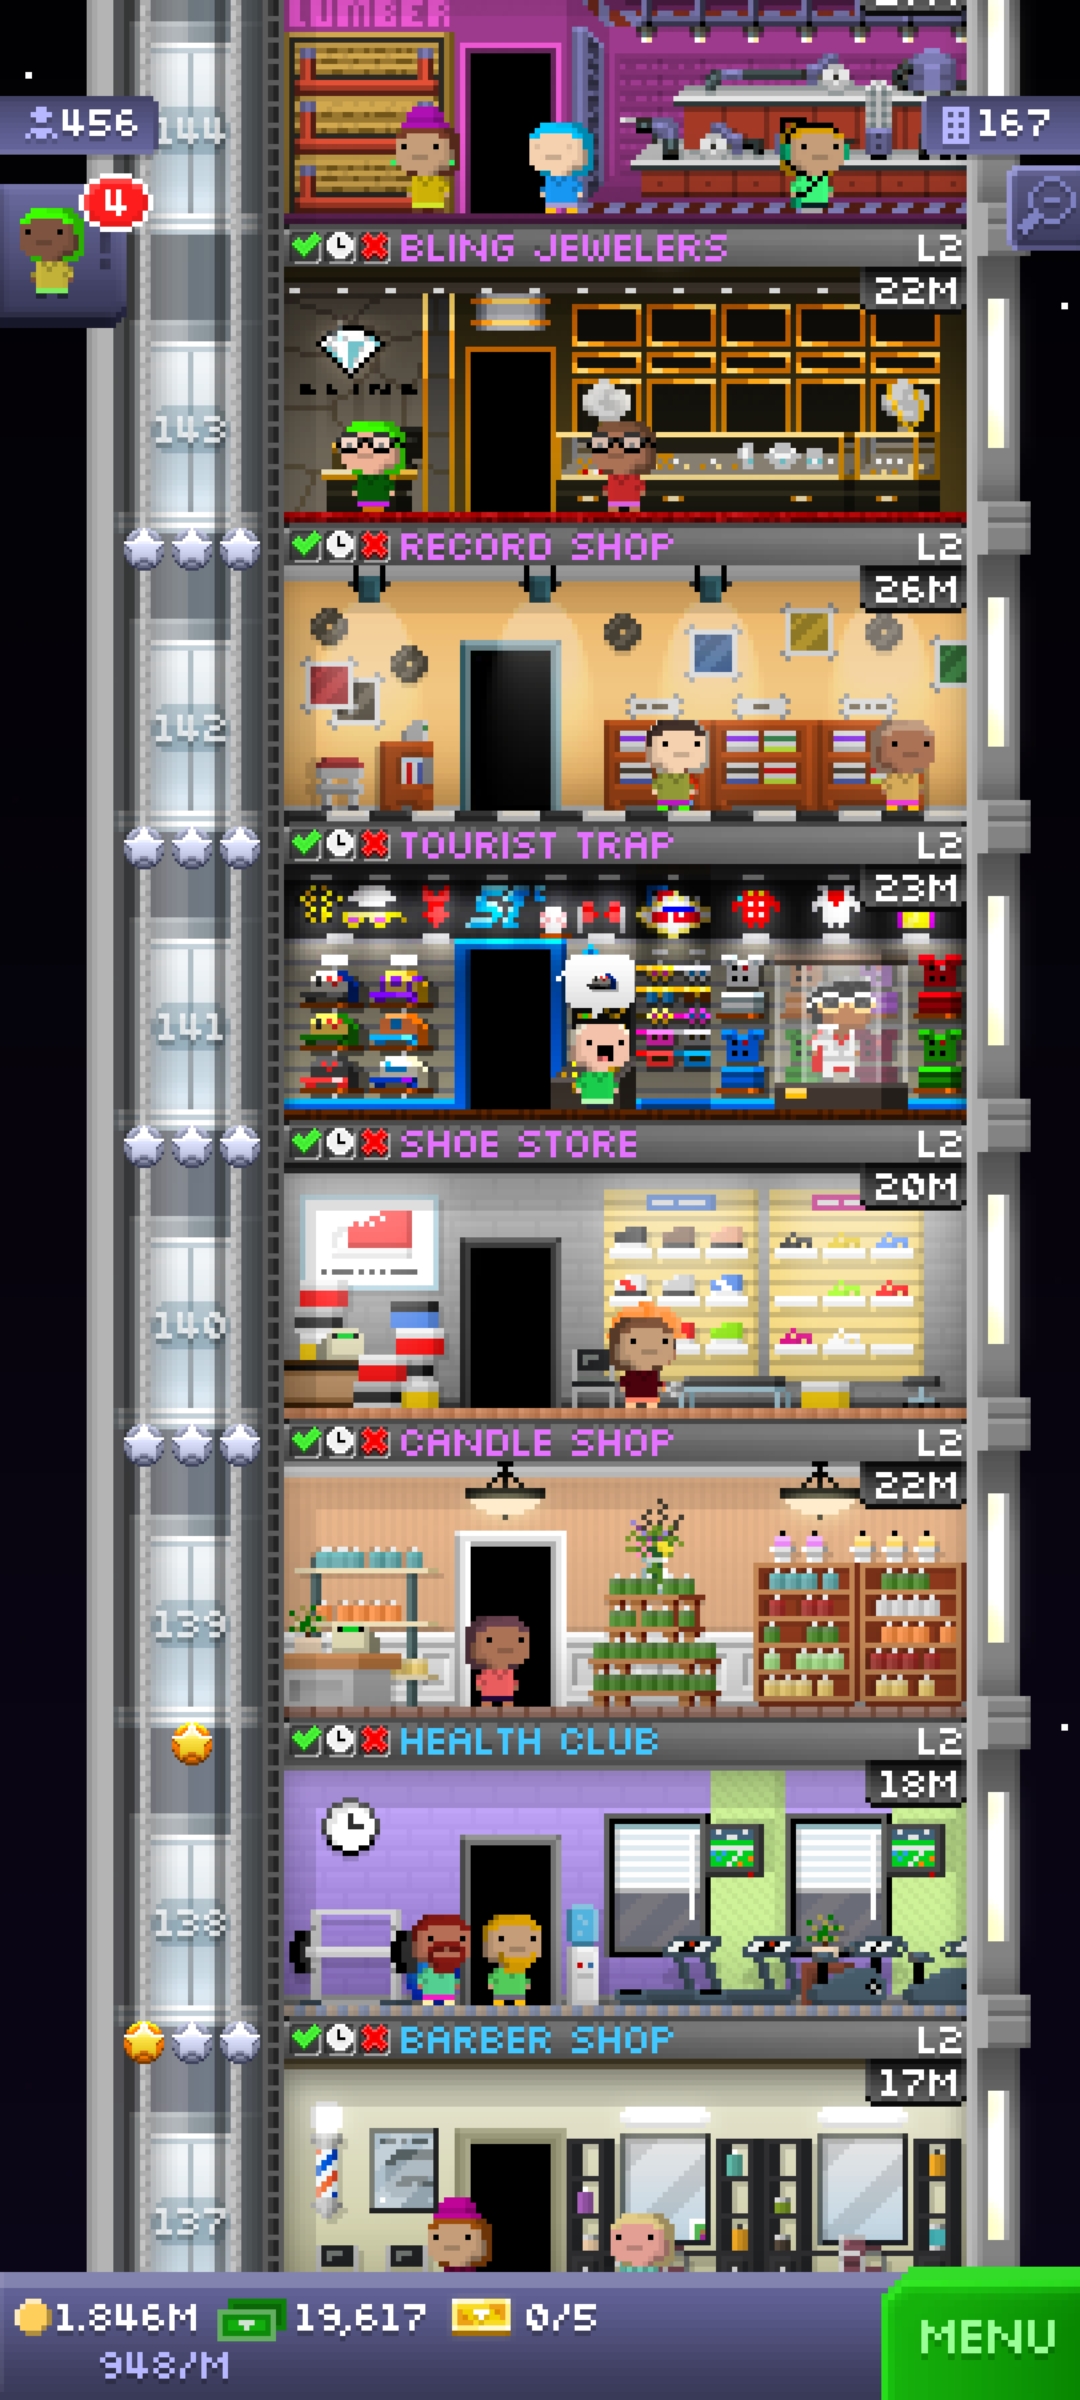 LUMBER
456
144
167
4
BLING JEWELERS L2
22M
BLING
143
RECORD SHOP L2
26M
142
TOURIST TRAP L2
23M
ST
141
SHOE STORE L2
20M
140
CANDLE SHOP L2
22M
139
HEALTH CLUB L2
18M
138
BARBER SHOP L2
17M
137
1.846M 19,617 0/5
948/M
MENU